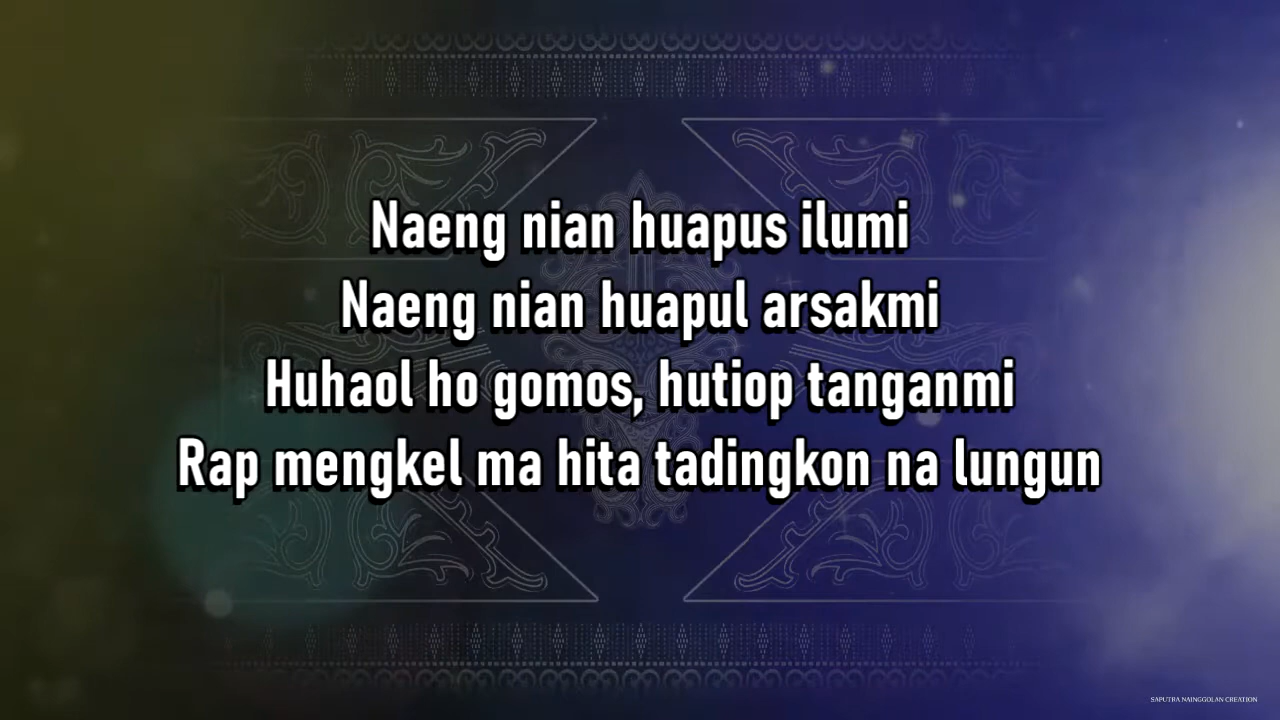 Naeng nian huapus ilumi
Naeng nian huapul arsakmi
Huhaol ho gomos, hutiop tanganmi
Rap mengkel ma hita tadingkon na lungun
SAPUTRA NAINGGOLAN CREATION